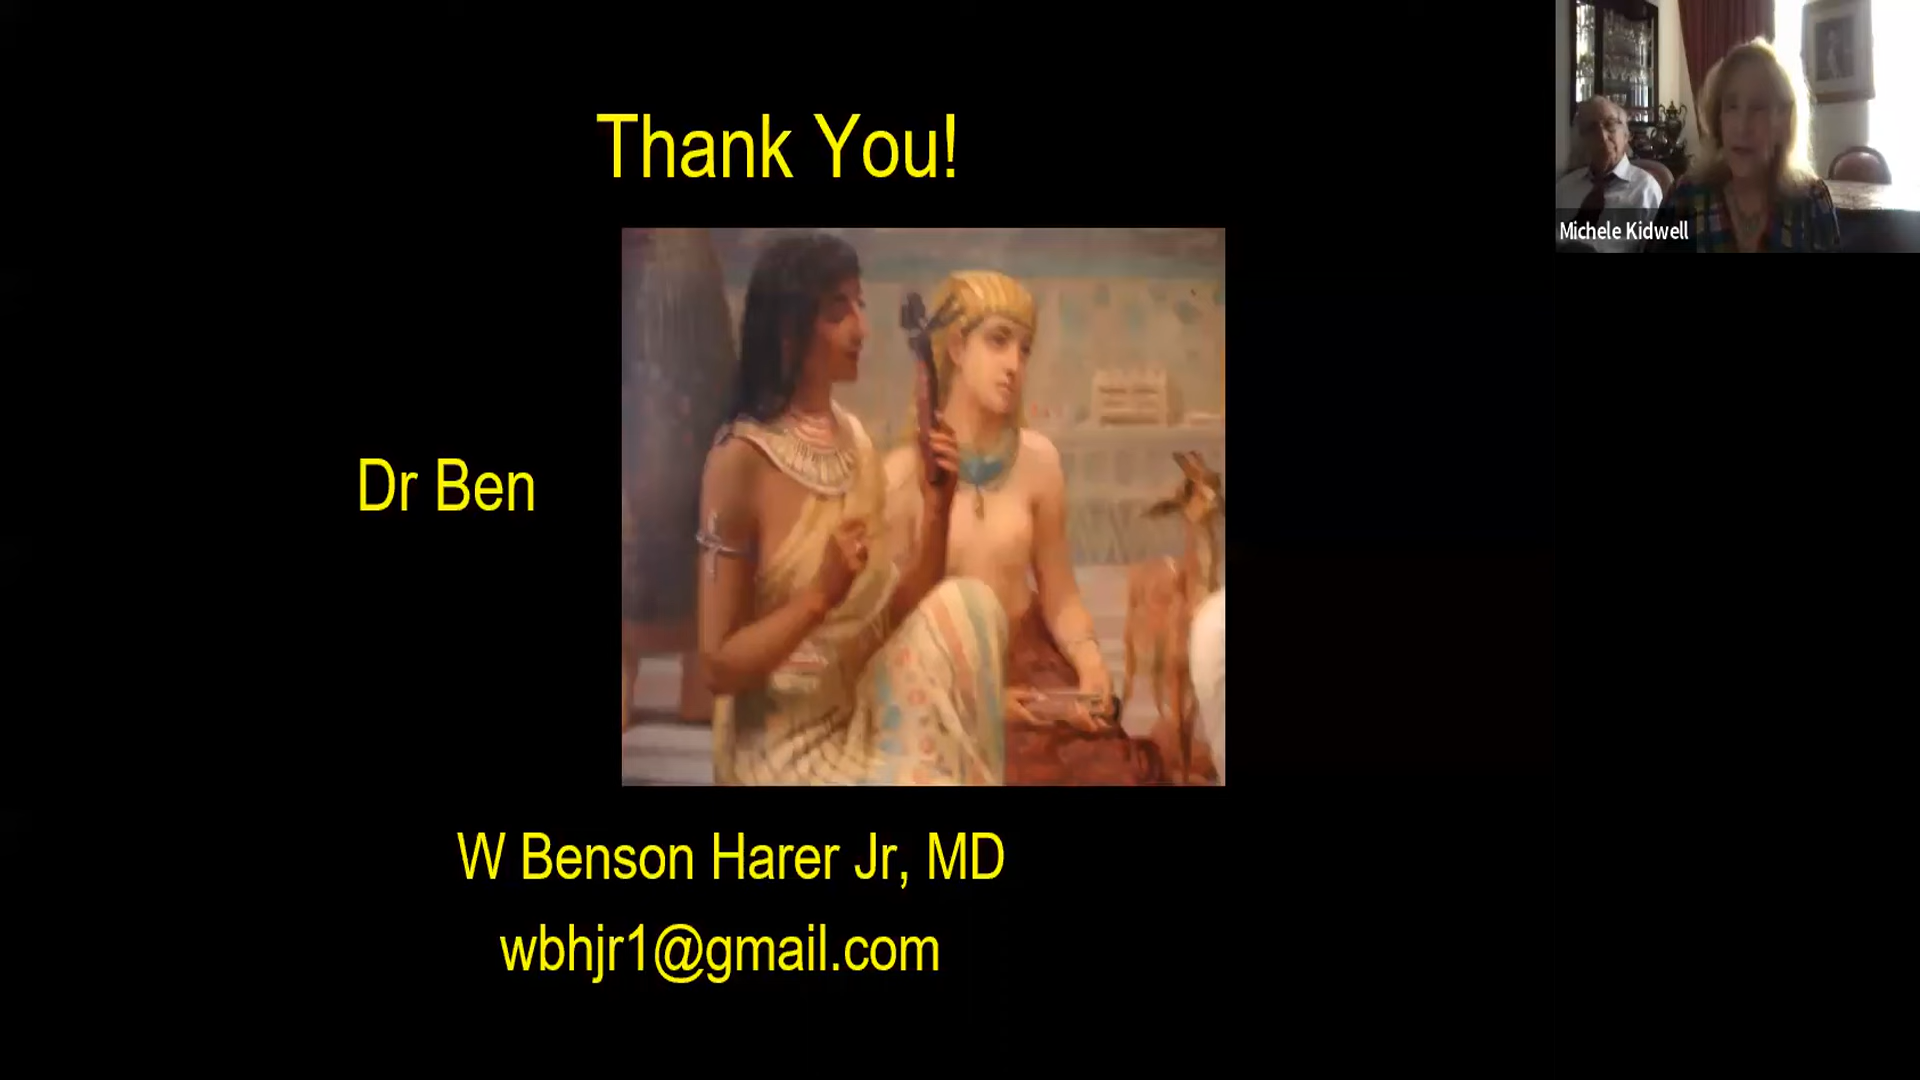 Thank You!
Michele Kidwell
Dr Ben
W Benson Harer Jr, MD
wbhjr1@gmail.com